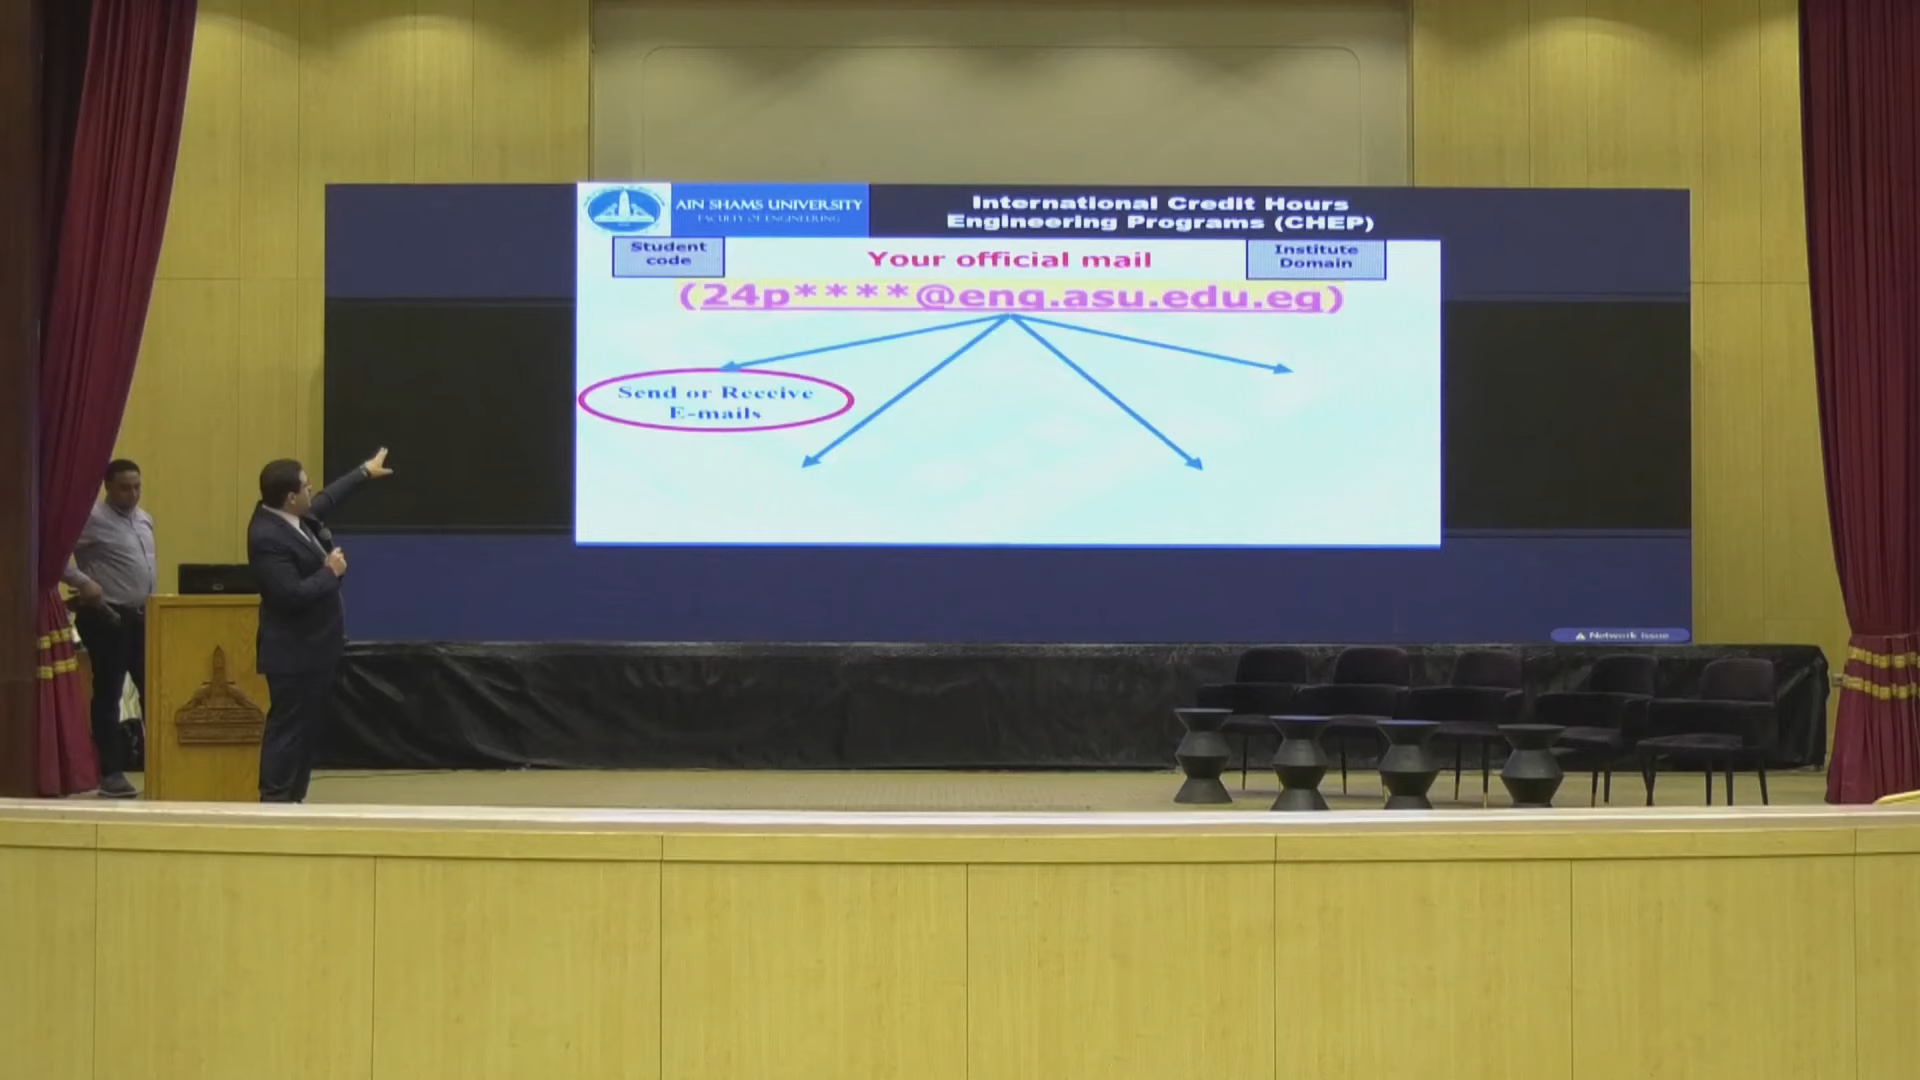 AIN SHAMS UNIVERSITY
FACULTY OF ENGINEERING
International Credit Hours
Engineering Programs (CHEP)
Student
code
Your official mail
Institute
Domain
(24p****@eng.asu.edu.eg)
Send or Receive
E-mails
Network issue